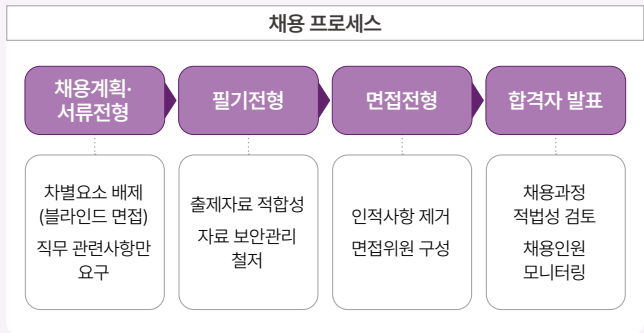 채용 프로세스
채용계획·
서류전형
필기전형
면접전형
합격자 발표
차별요소 배제
(블라인드 면접)
직무 관련사항만
요구
출제자료 적합성
자료 보안관리
철저
인적사항 제거
면접위원 구성
채용과정
적법성 검토
채용인원
모니터링